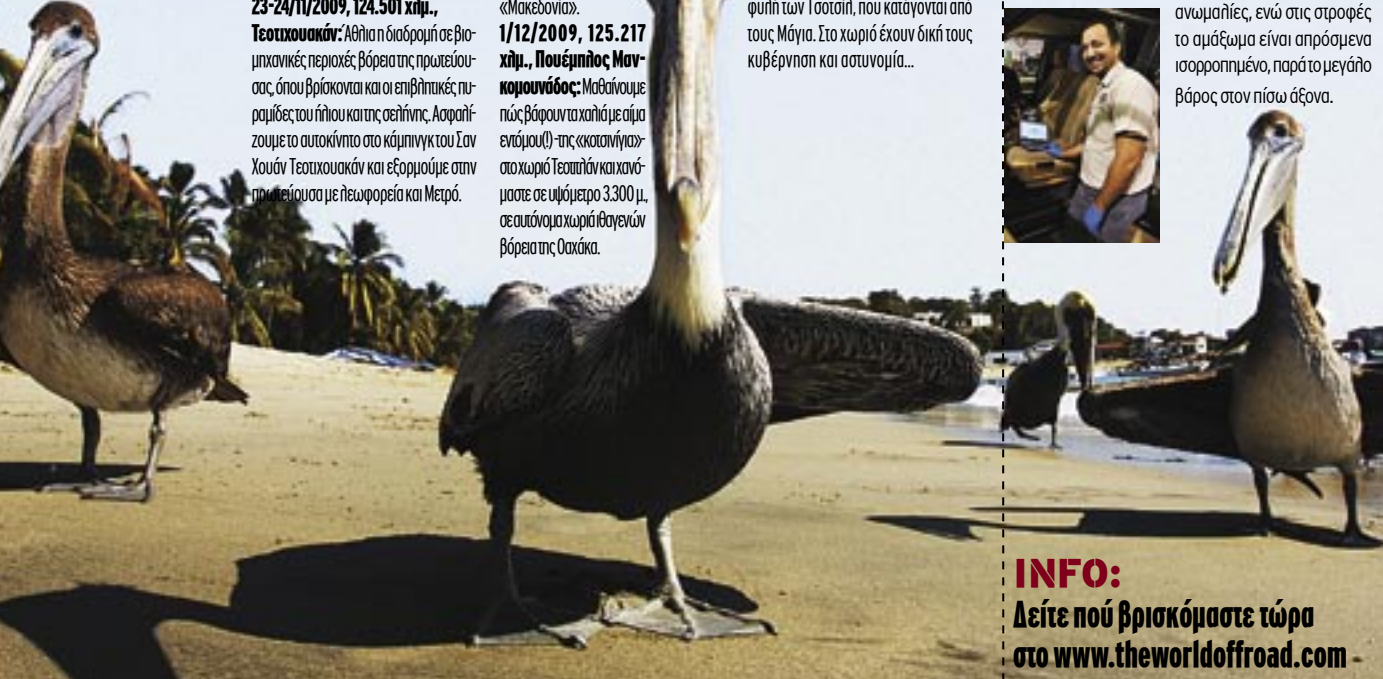 23-24/11/2009, 124.501 χλμ.,
Τεοτιχουακάν: Άθλια η διαδρομή σε βιο-
μηχανικές περιοχές βόρεια της πρωτεύου-
σας, όπου βρίσκονται και οι επιβλητικές πυ-
ραμίδες του ήλιου και της σελήνης. Ασφαλί-
ζουμε το αυτοκίνητο στο κάμπινγκ του Σαν
Χουάν Τεοτιχουακάν και εξορμούμε στην
πρωτεύουσα με λεωφορεία και Μετρό.
«Μακεδονία».
1/12/2009, 125.217
χλμ., Πουέμπλος Μαν-
κομουνάδος: Μαθαίνουμε
πώς βάφουν τα χαλιά με αίμα
εντόμου(!) -της «κοτσινίγια»-
στο χωριό Τεοτιτλάν και χανό-
μαστε σε υψόμετρο 3.300 μ.,
σε αυτόνομα χωριά ιθαγενών
βόρεια της Οαχάκα.
φυλή των Τσοτσίλ, που κατάγονται από
τους Μάγια. Στο χωριό έχουν δική τους
κυβέρνηση και αστυνομία...
ανωμαλίες, ενώ στις στροφές
το αμάξωμα είναι απρόσμενα
ισορροπημένο, παρά το μεγάλο
βάρος στον πίσω άξονα.
INFO:
Δείτε πού βρισκόμαστε τώρα
στο www.theworldoffroad.com